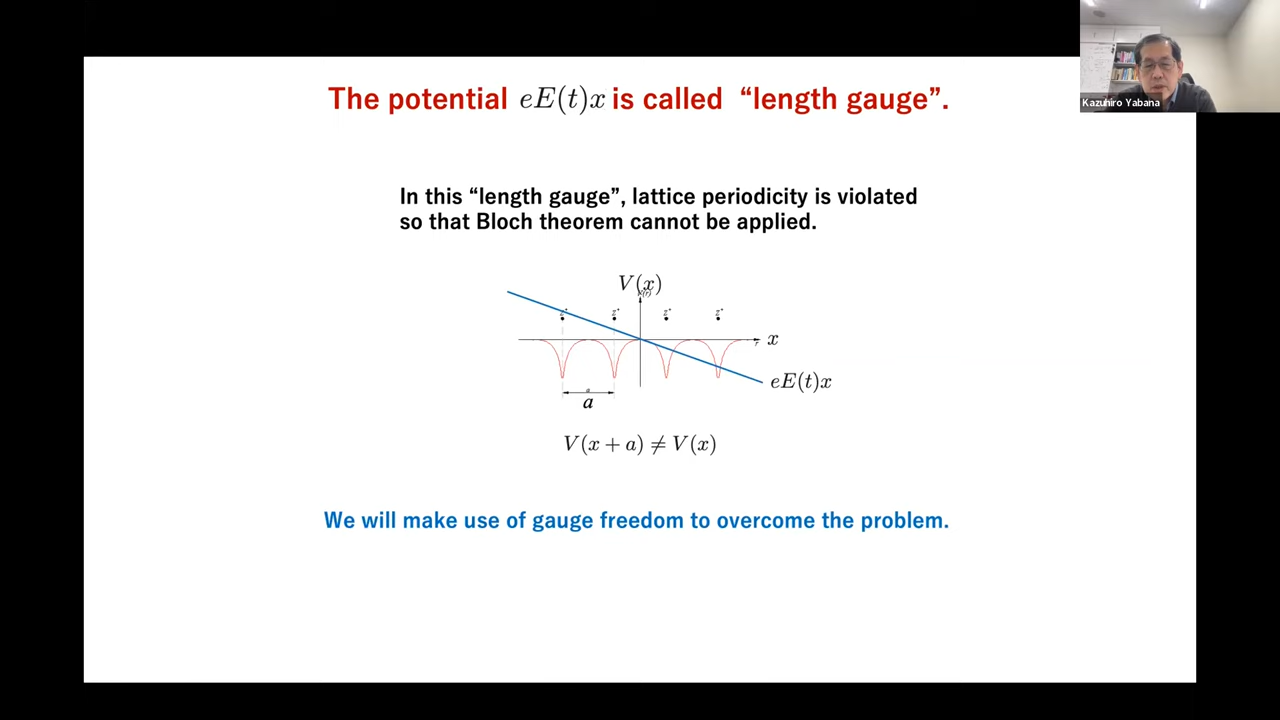 The potential eE(t)x is called “length gauge”.
Kazuhiro Yabana
In this “length gauge”, lattice periodicity is violated
so that Bloch theorem cannot be applied.
V(x)
z⁺ z⁺ z⁺ z⁺
x
r
eE(t)x
a
a
V(x + a) ≠ V(x)
We will make use of gauge freedom to overcome the problem.